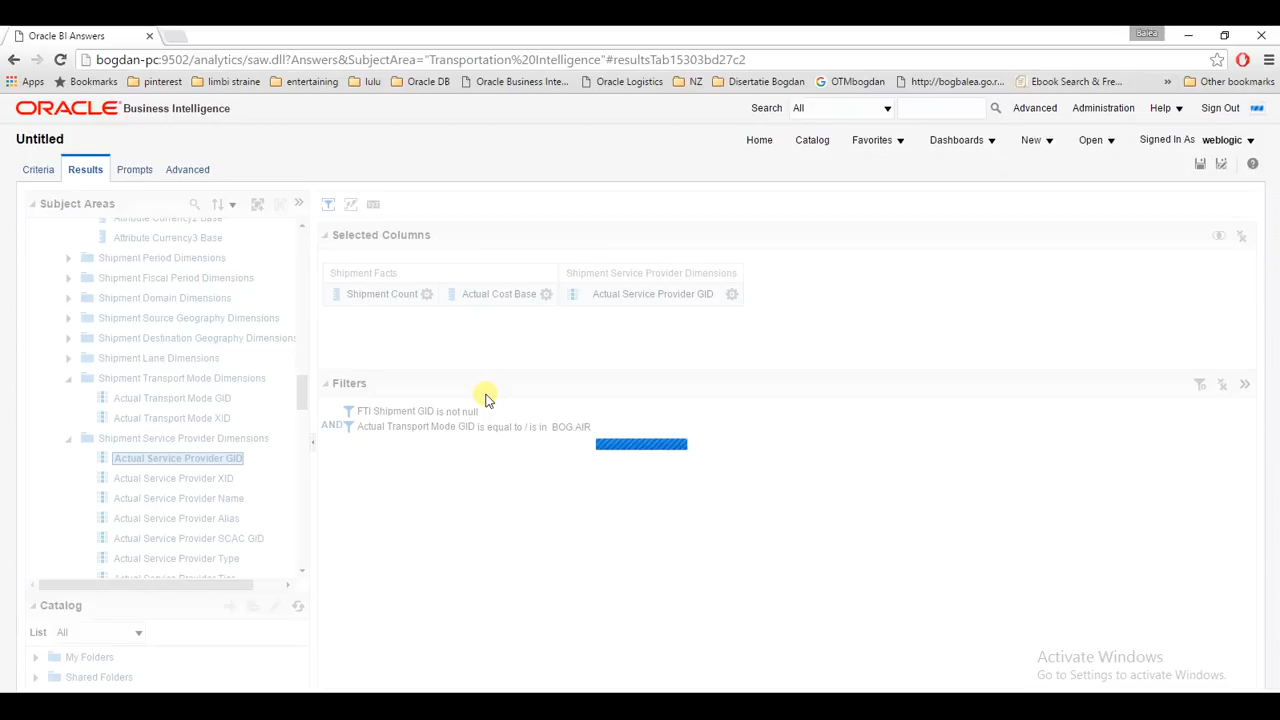 Oracle BI Answers
Balea
bogdan-pc:9502/analytics/saw.dll?Answers&SubjectArea="Transportation%20Intelligence"#resultsTab15303bd27c2
Apps Bookmarks pinterest limbi straine entertaining lulu Oracle DB Oracle Business Inte... Oracle Logistics NZ Disertatie Bogdan OTMbogdan http://bogbalea.go.r... Ebook Search & Fre... » Other bookmarks
ORACLE Business Intelligence Search All Advanced Administration Help Sign Out
Untitled Home Catalog Favorites Dashboards New Open Signed In As weblogic
Criteria Results Prompts Advanced
Subject Areas
Attribute Currency2 Base
Attribute Currency3 Base
Shipment Period Dimensions
Shipment Fiscal Period Dimensions
Shipment Domain Dimensions
Shipment Source Geography Dimensions
Shipment Destination Geography Dimensions
Shipment Lane Dimensions
Shipment Transport Mode Dimensions
Actual Transport Mode GID
Actual Transport Mode XID
Shipment Service Provider Dimensions
Actual Service Provider GID
Actual Service Provider XID
Actual Service Provider Name
Actual Service Provider Alias
Actual Service Provider SCAC GID
Actual Service Provider Type
Actual Service Provider Tier
Catalog
List All
My Folders
Shared Folders
Selected Columns
Shipment Facts Shipment Service Provider Dimensions
Shipment Count Actual Cost Base Actual Service Provider GID
Filters
FTI Shipment GID is not null
AND Actual Transport Mode GID is equal to / is in BOG.AIR
Activate Windows
Go to Settings to activate Windows.